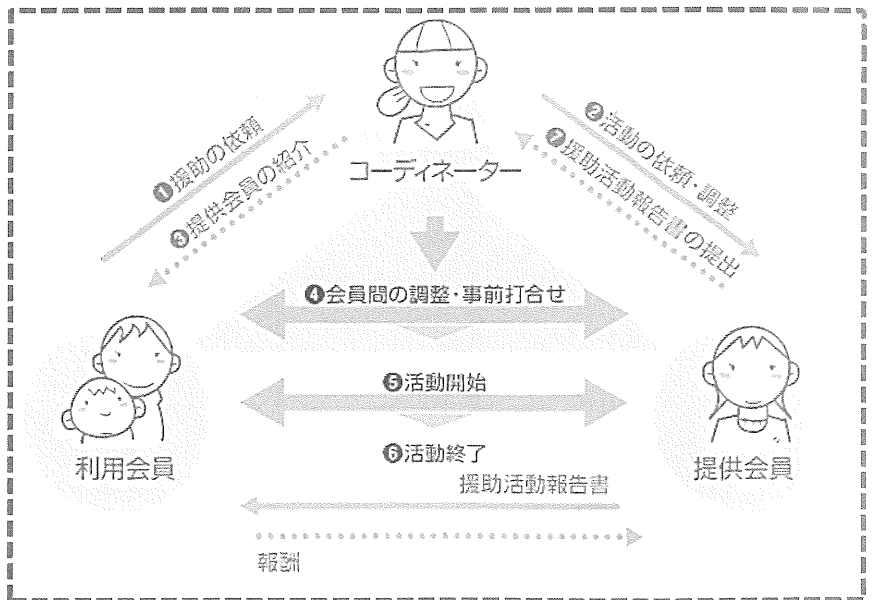 コーディネーター
❶援助の依頼
❸提供会員の紹介
❷活動の依頼・調整
❼援助活動報告書の提出
❹会員間の調整・事前打合せ
❺活動開始
❻活動終了
援助活動報告書
利用会員
提供会員
報酬